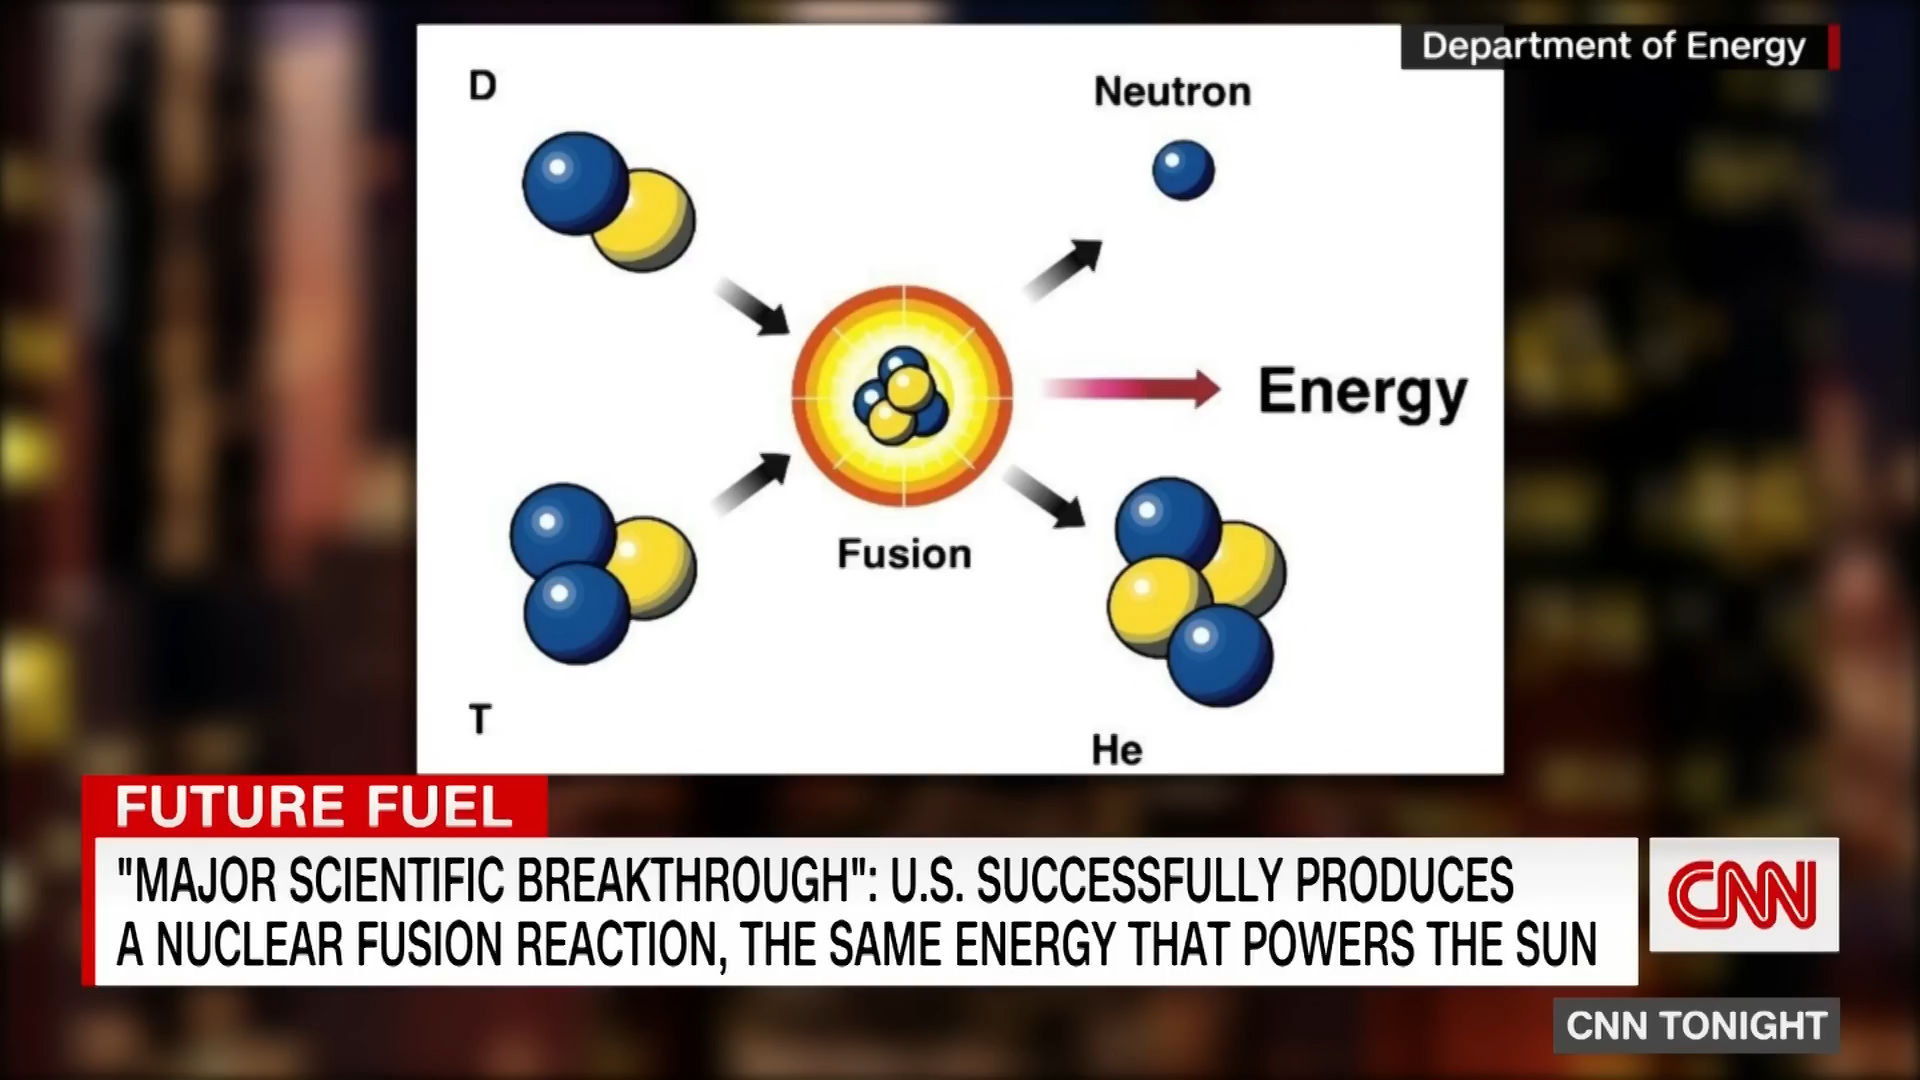 Department of Energy
D
Neutron
Energy
Fusion
T
He
FUTURE FUEL
"MAJOR SCIENTIFIC BREAKTHROUGH": U.S. SUCCESSFULLY PRODUCES
A NUCLEAR FUSION REACTION, THE SAME ENERGY THAT POWERS THE SUN
CNN
CNN TONIGHT